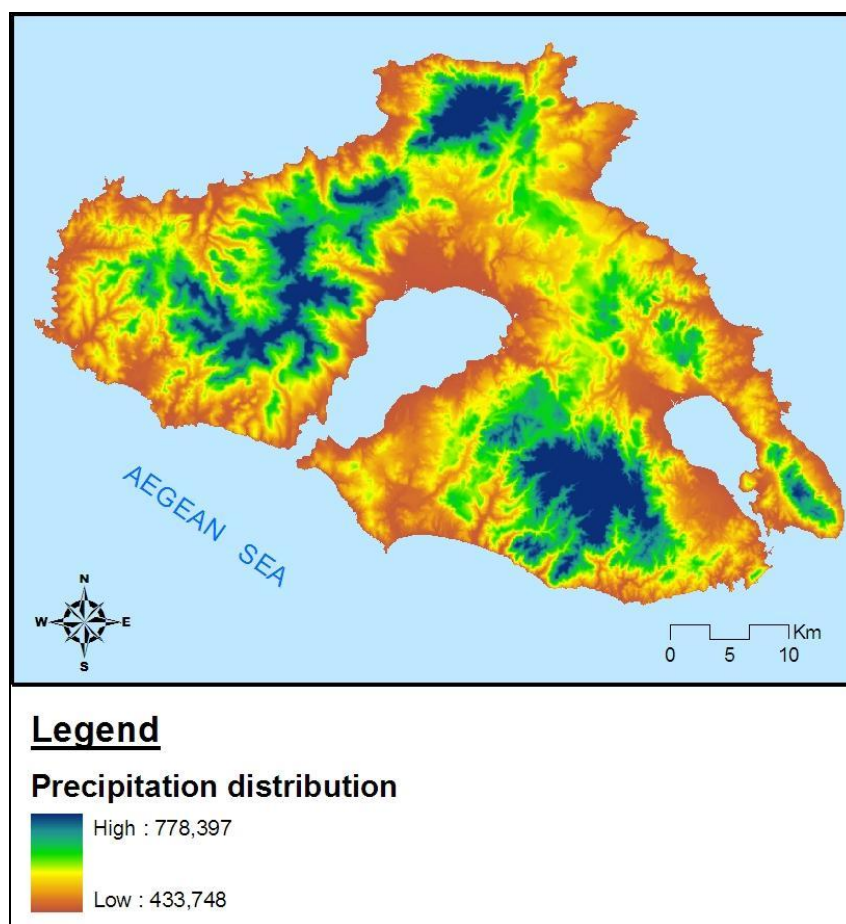 AEGEAN SEA
N
W E
S
Km
0 5 10
Legend
Precipitation distribution
High : 778,397
Low : 433,748